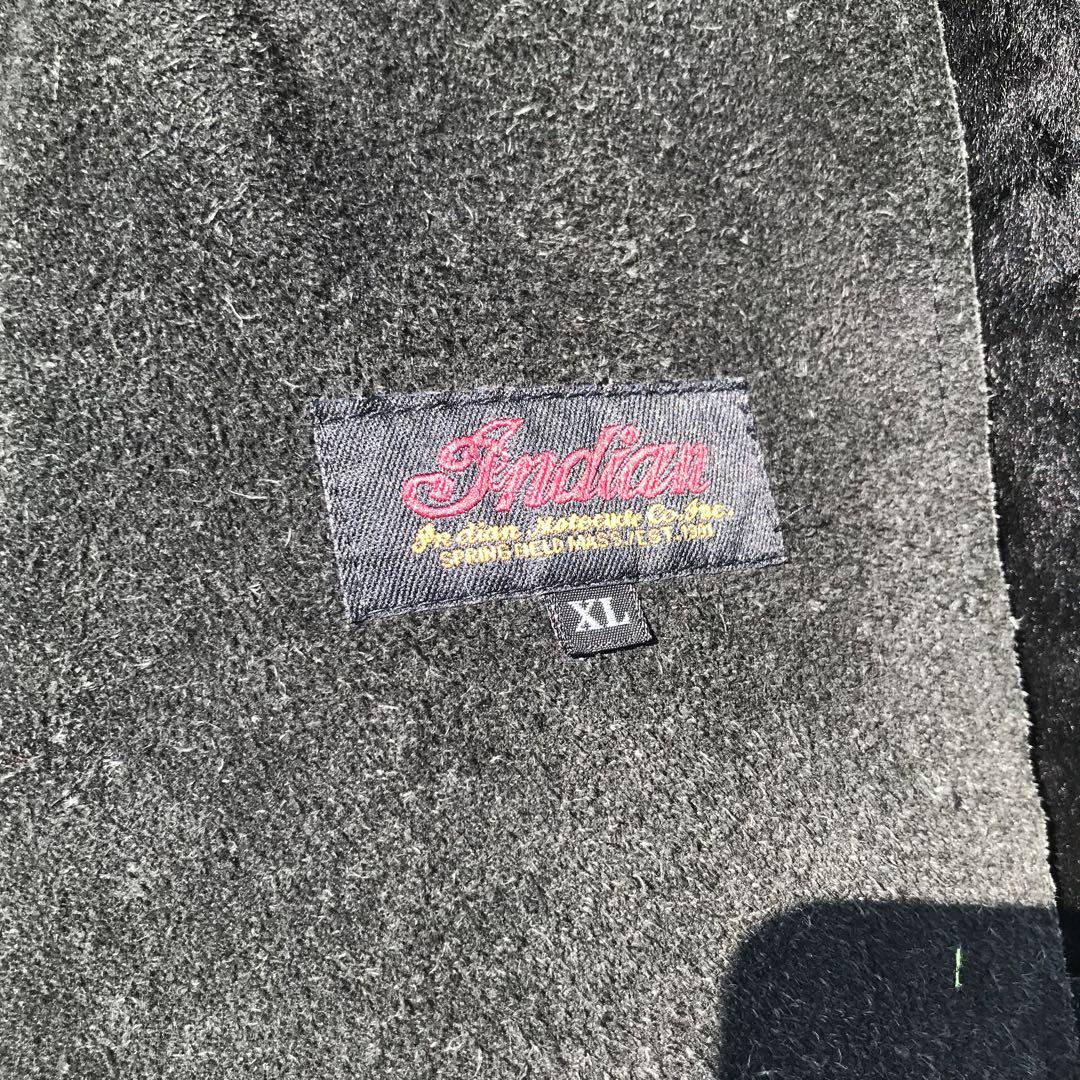 Indian
Indian Motocycle Co Inc.
SPRINGFIELD MASS./EST-1901
XL